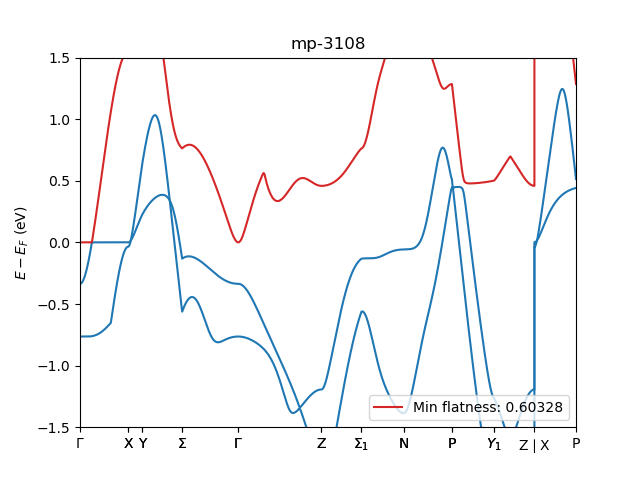 mp-3108
E − E_F (eV)
1.5
1.0
0.5
0.0
−0.5
−1.0
−1.5
Min flatness: 0.60328
Γ X Y Σ Γ Z Σ₁ N P Y₁ Z | X P